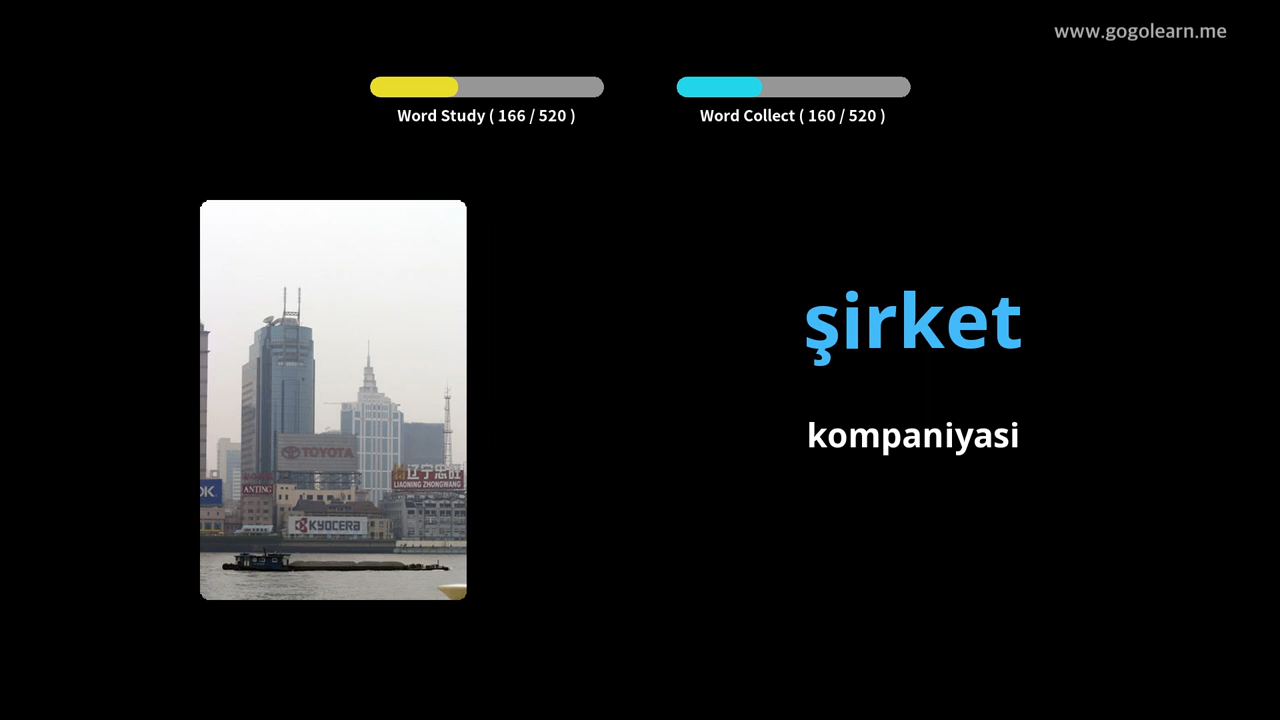 www.gogolearn.me
Word Study ( 166 / 520 )
Word Collect ( 160 / 520 )
şirket
kompaniyasi
TOYOTA
辽宁忠旺
LIAONING ZHONGWANG
ANTING
OK
KYOCERA